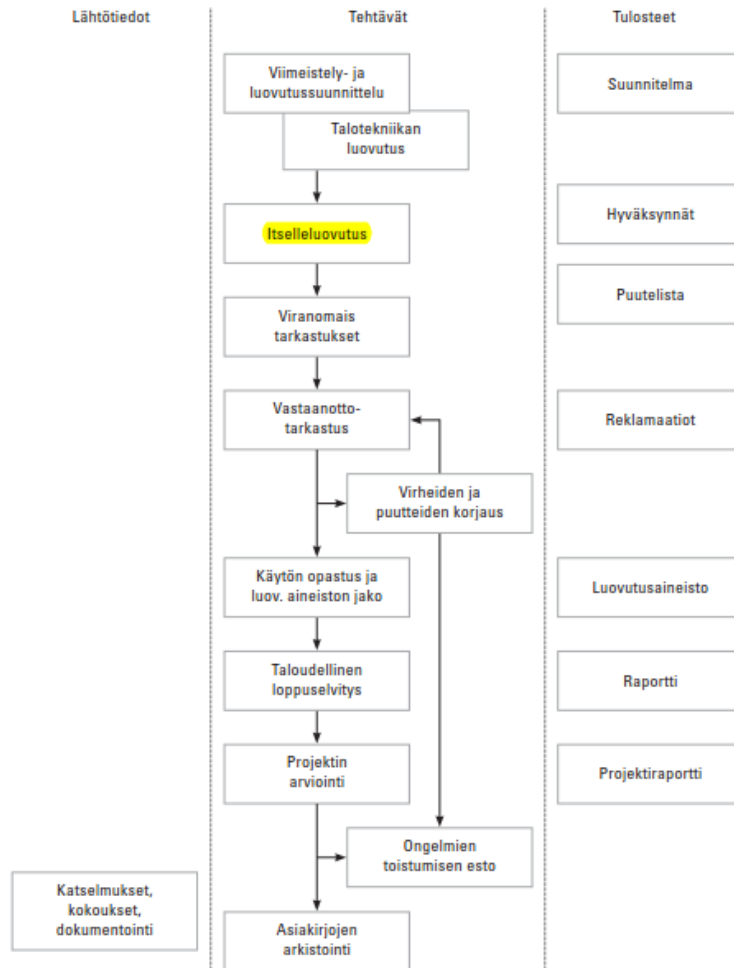 Lähtötiedot
Tehtävät
Tulosteet
Viimeistely- ja
luovutussuunnittelu
Suunnitelma
Talotekniikan
luovutus
Itselleluovutus
Hyväksynnät
Puutelista
Viranomais
tarkastukset
Vastaanotto-
tarkastus
Reklamaatiot
Virheiden ja
puutteiden korjaus
Käytön opastus ja
luov. aineiston jako
Luovutusaineisto
Taloudellinen
loppuselvitys
Raportti
Projektin
arviointi
Projektiraportti
Ongelmien
toistumisen esto
Katselmukset,
kokoukset,
dokumentointi
Asiakirjojen
arkistointi